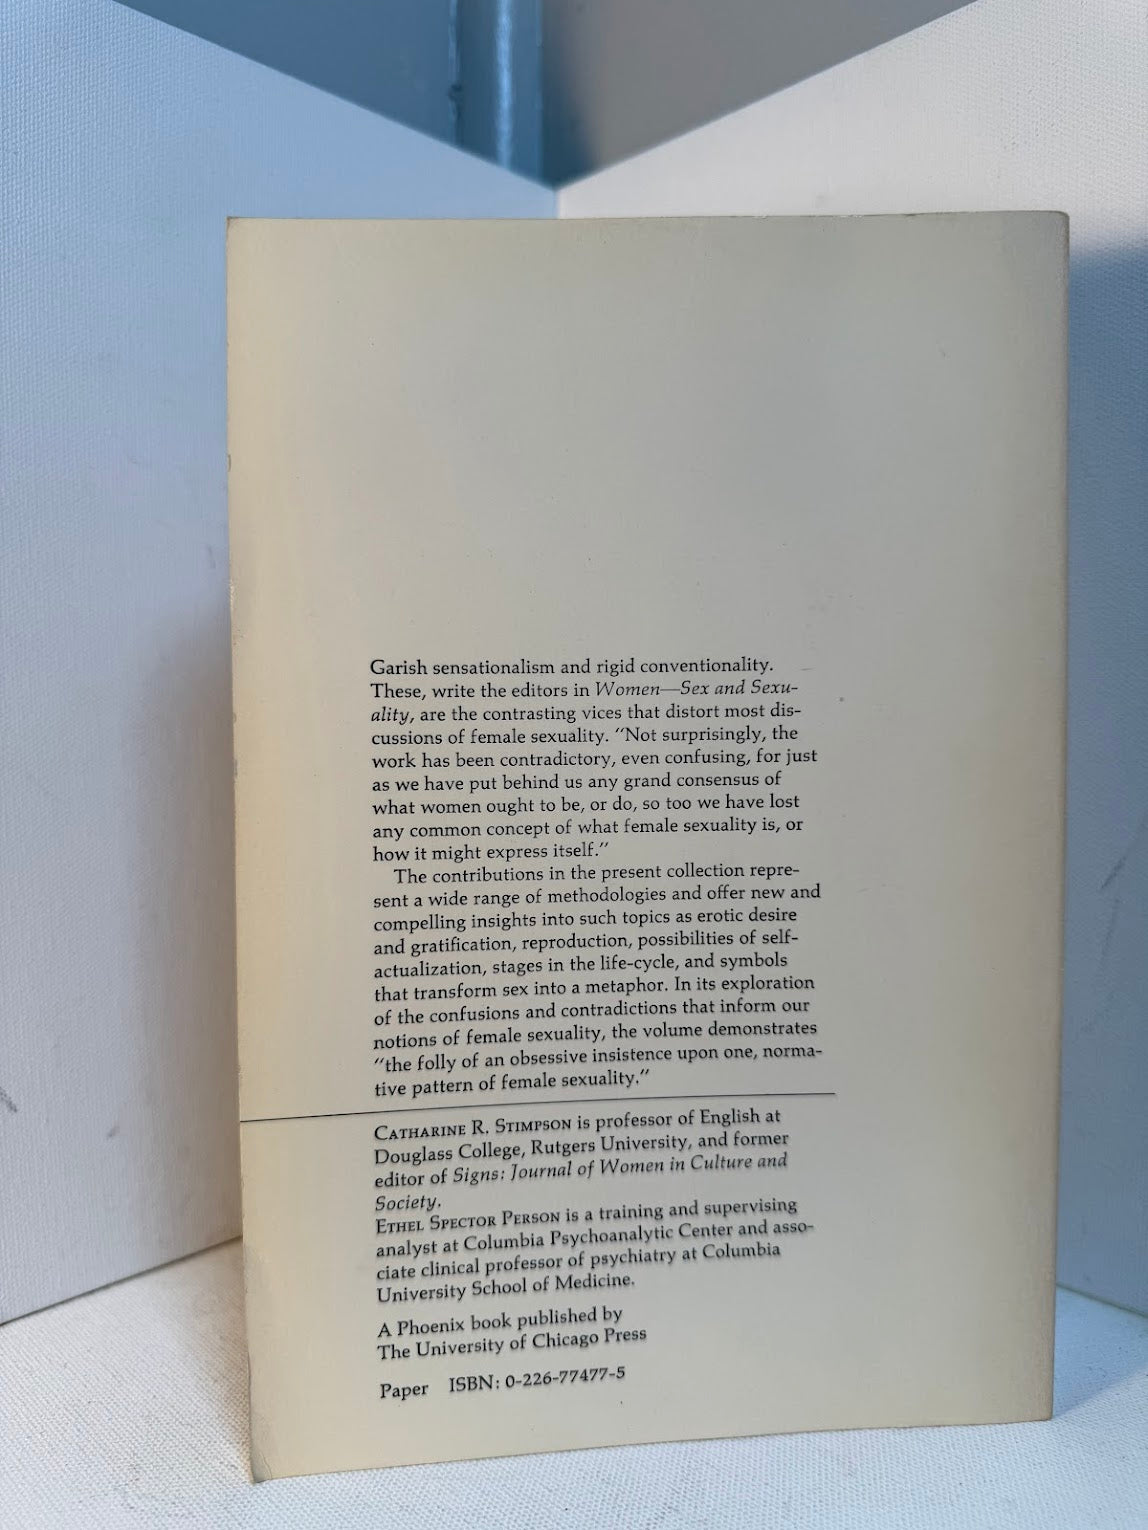 Garish sensationalism and rigid conventionality.
These, write the editors in Women—Sex and Sexu-
ality, are the contrasting vices that distort most dis-
cussions of female sexuality. "Not surprisingly, the
work has been contradictory, even confusing, for just
as we have put behind us any grand consensus of
what women ought to be, or do, so too we have lost
any common concept of what female sexuality is, or
how it might express itself."
The contributions in the present collection repre-
sent a wide range of methodologies and offer new and
compelling insights into such topics as erotic desire
and gratification, reproduction, possibilities of self-
actualization, stages in the life-cycle, and symbols
that transform sex into a metaphor. In its exploration
of the confusions and contradictions that inform our
notions of female sexuality, the volume demonstrates
"the folly of an obsessive insistence upon one, norma-
tive pattern of female sexuality."
CATHARINE R. STIMPSON is professor of English at
Douglass College, Rutgers University, and former
editor of Signs: Journal of Women in Culture and
Society.
ETHEL SPECTOR PERSON is a training and supervising
analyst at Columbia Psychoanalytic Center and asso-
ciate clinical professor of psychiatry at Columbia
University School of Medicine.
A Phoenix book published by
The University of Chicago Press
Paper ISBN: 0-226-77477-5